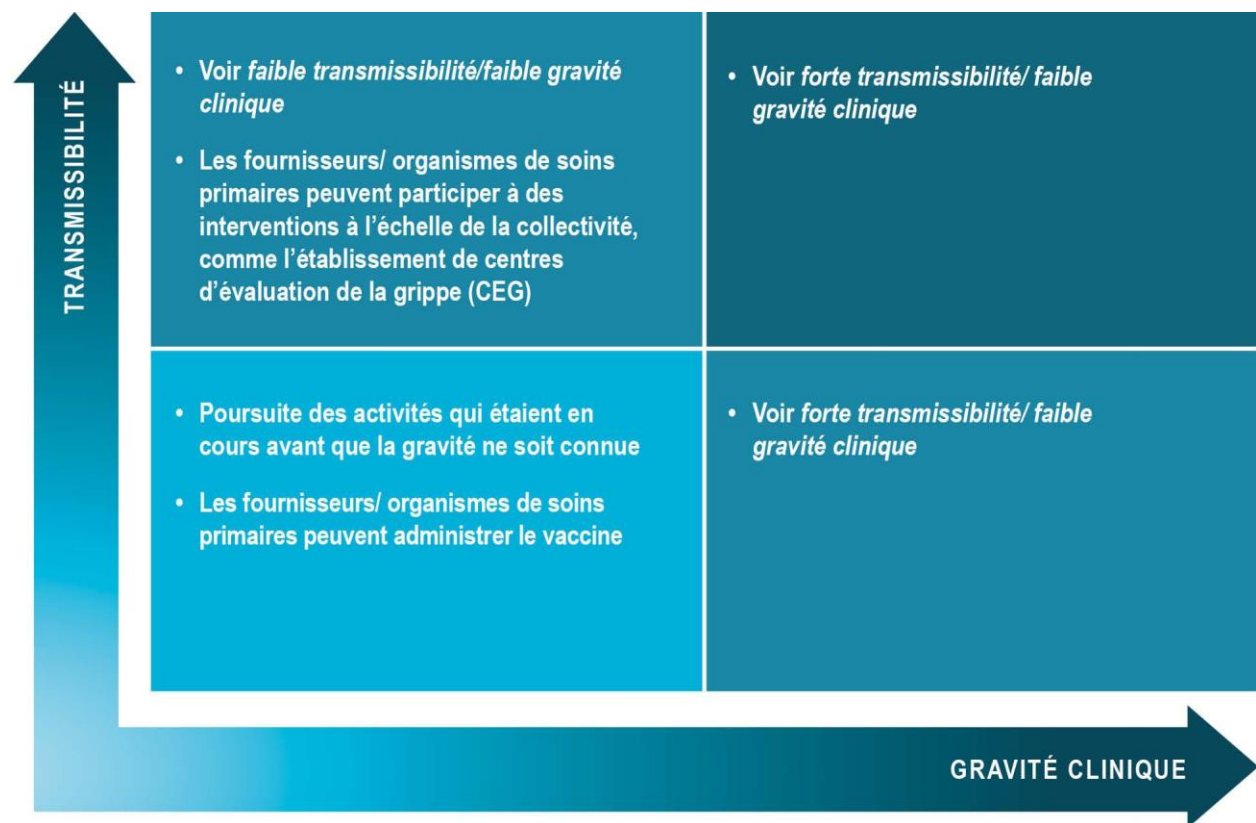 TRANSMISSIBILITÉ
• Voir faible transmissibilité/faible gravité
clinique
• Les fournisseurs/ organismes de soins
primaires peuvent participer à des
interventions à l'échelle de la collectivité,
comme l'établissement de centres
d'évaluation de la grippe (CEG)
• Voir forte transmissibilité/ faible
gravité clinique
• Poursuite des activités qui étaient en
cours avant que la gravité ne soit connue
• Les fournisseurs/ organismes de soins
primaires peuvent administrer le vaccine
• Voir forte transmissibilité/ faible
gravité clinique
GRAVITÉ CLINIQUE